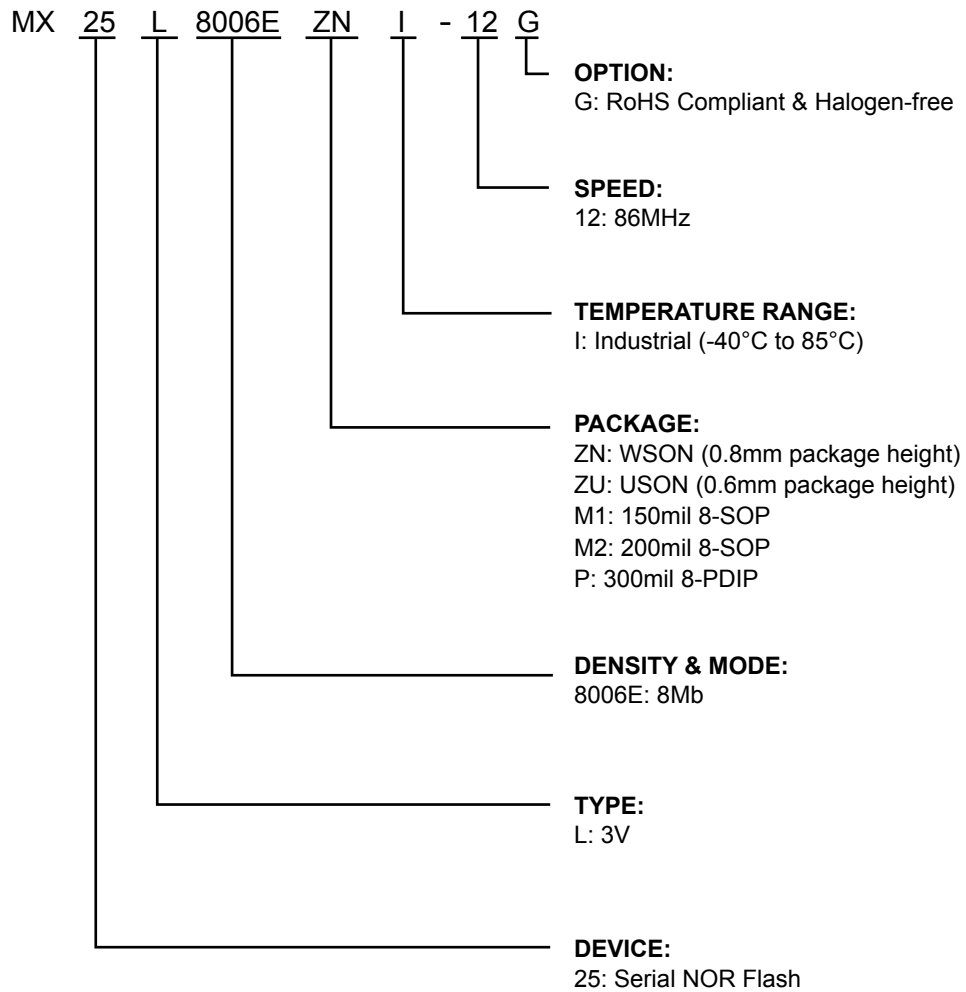 MX 25 L 8006E ZN I - 12 G
OPTION:
G: RoHS Compliant & Halogen-free
SPEED:
12: 86MHz
TEMPERATURE RANGE:
I: Industrial (-40°C to 85°C)
PACKAGE:
ZN: WSON (0.8mm package height)
ZU: USON (0.6mm package height)
M1: 150mil 8-SOP
M2: 200mil 8-SOP
P: 300mil 8-PDIP
DENSITY & MODE:
8006E: 8Mb
TYPE:
L: 3V
DEVICE:
25: Serial NOR Flash